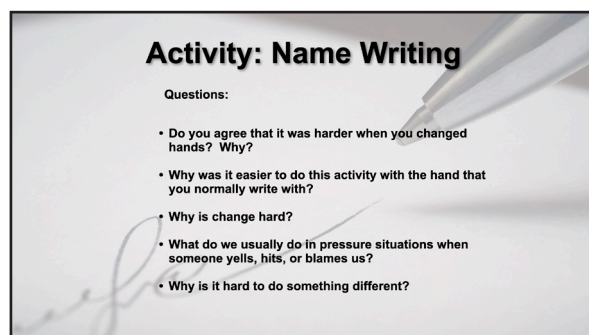 Activity: Name Writing
Questions:
• Do you agree that it was harder when you changed
hands?  Why?
• Why was it easier to do this activity with the hand that
you normally write with?
• Why is change hard?
• What do we usually do in pressure situations when
someone yells, hits, or blames us?
• Why is it hard to do something different?